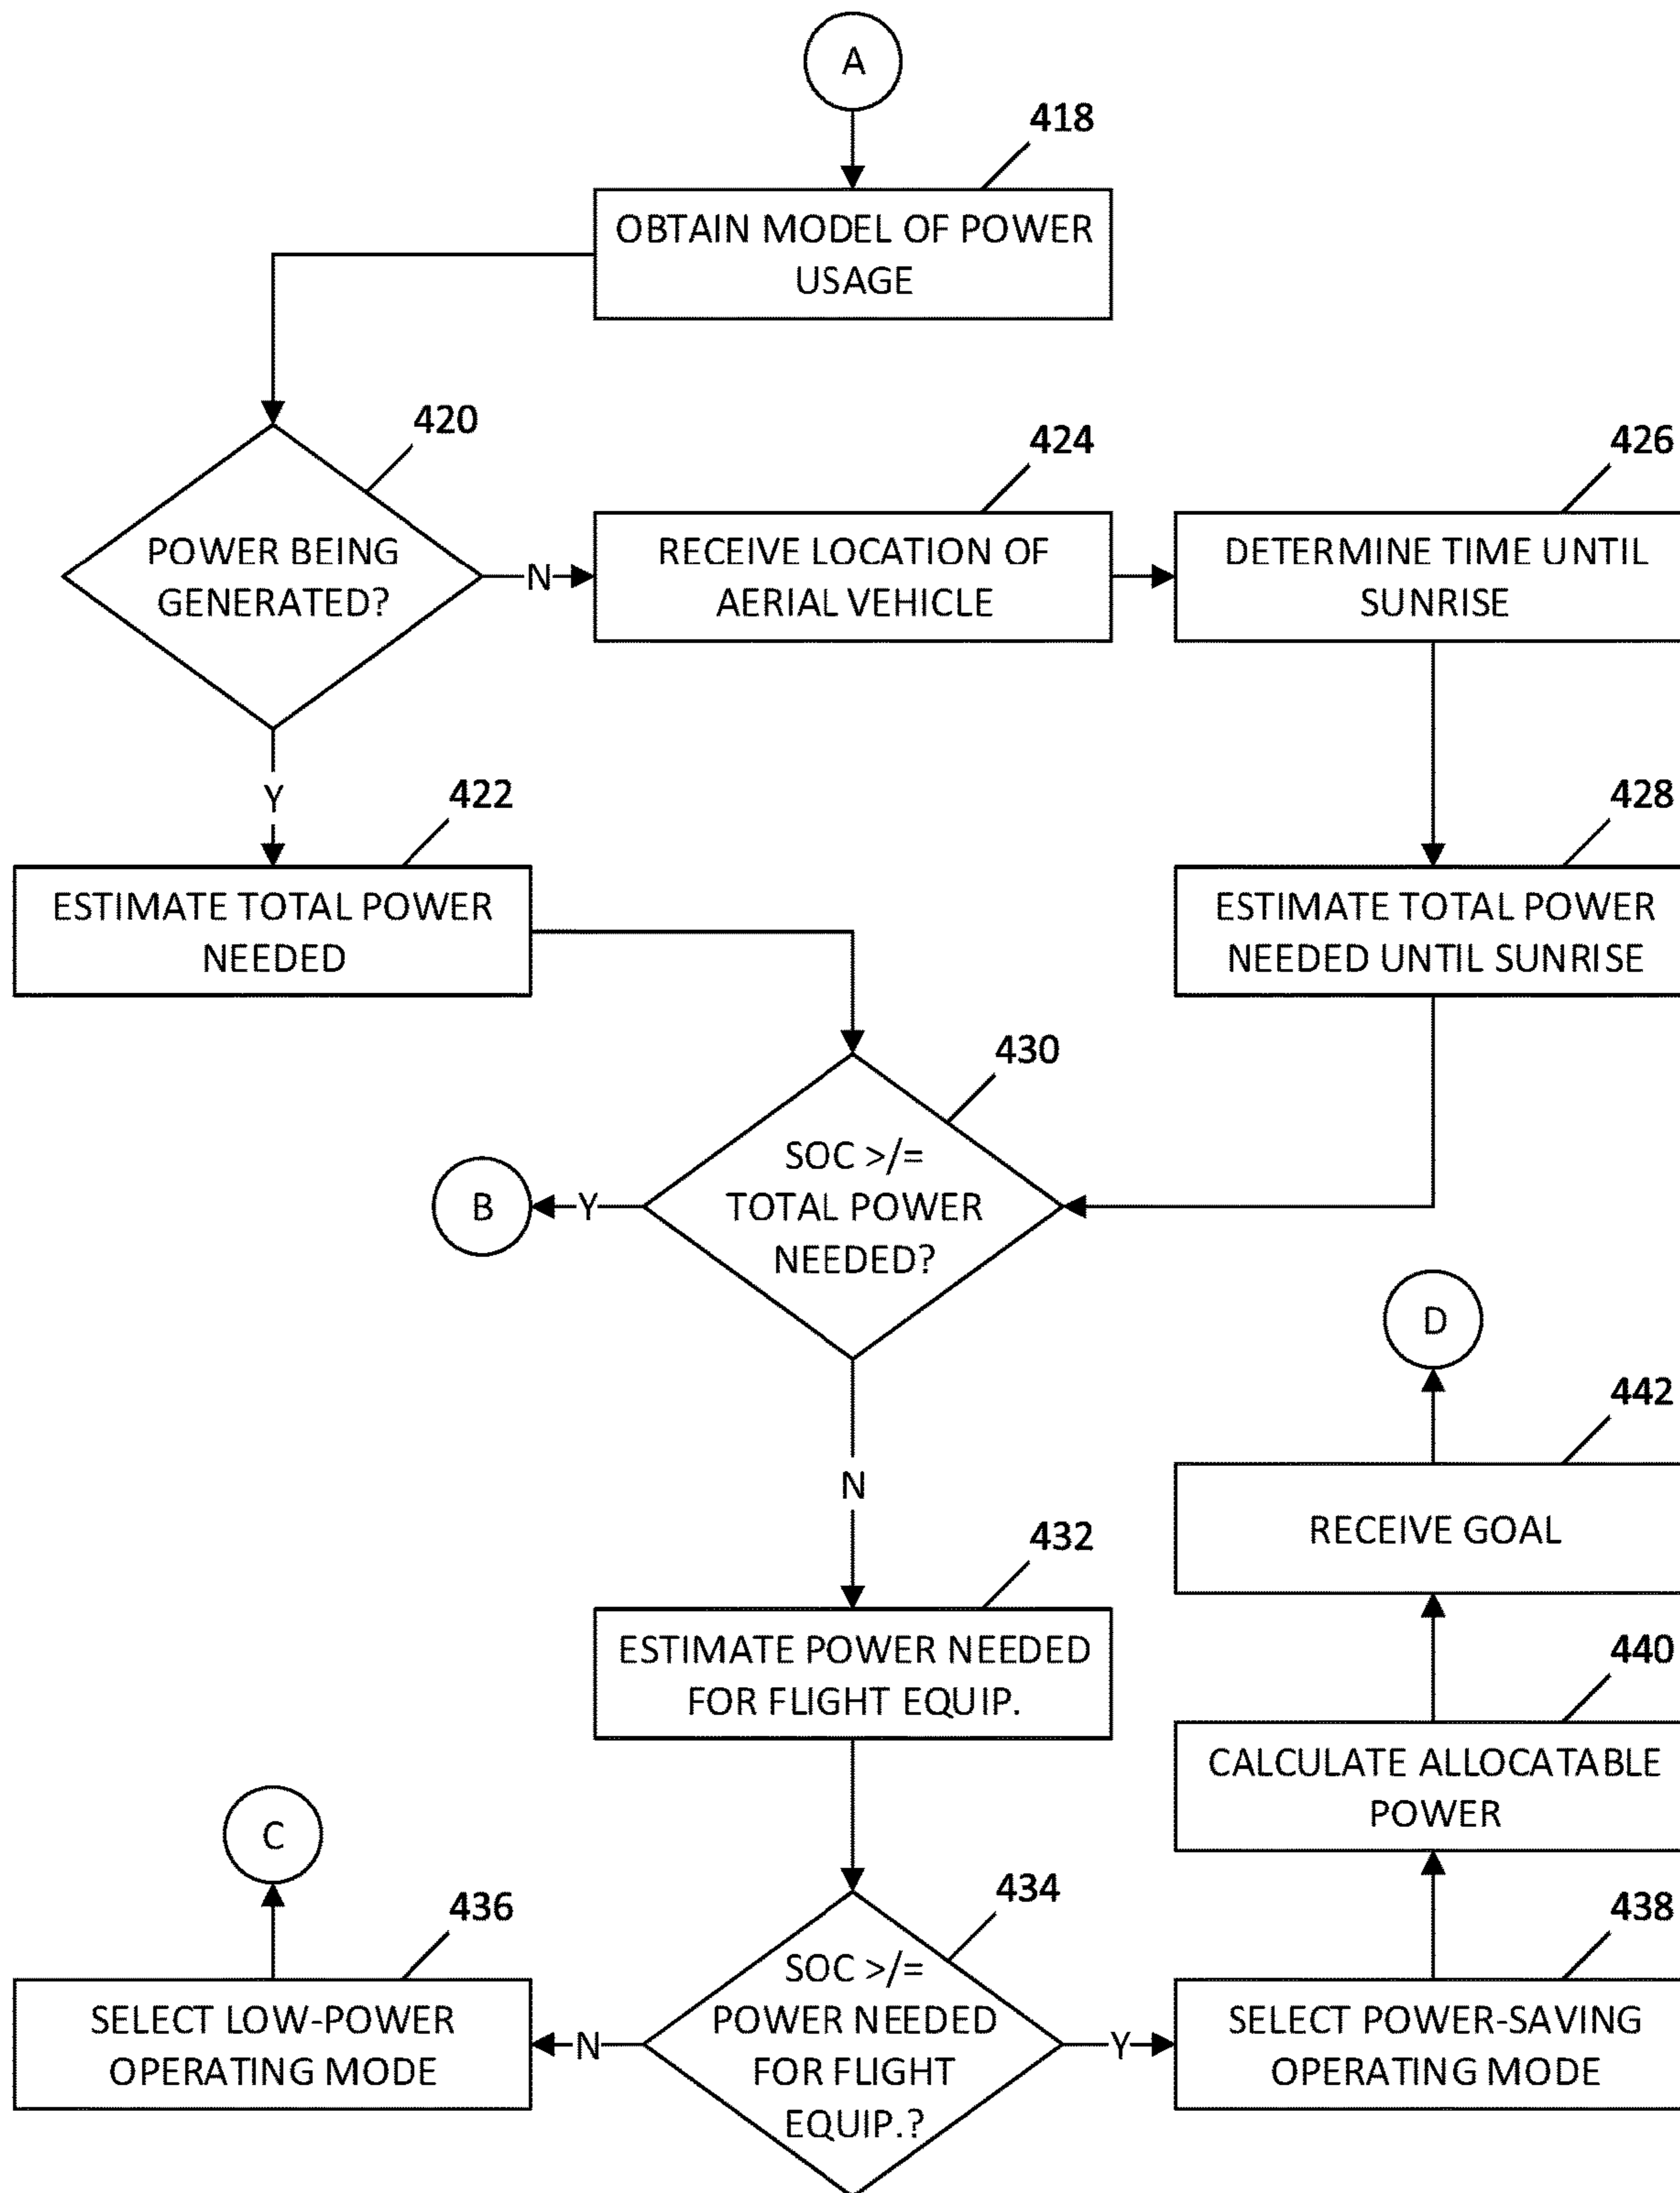 A
418
OBTAIN MODEL OF POWER
USAGE
420
POWER BEING
GENERATED?
N
424
RECEIVE LOCATION OF
AERIAL VEHICLE
426
DETERMINE TIME UNTIL
SUNRISE
Y
422
ESTIMATE TOTAL POWER
NEEDED
428
ESTIMATE TOTAL POWER
NEEDED UNTIL SUNRISE
430
SOC >/=
TOTAL POWER
NEEDED?
Y
B
N
432
ESTIMATE POWER NEEDED
FOR FLIGHT EQUIP.
434
SOC >/=
POWER NEEDED
FOR FLIGHT
EQUIP.?
N
436
SELECT LOW-POWER
OPERATING MODE
C
Y
438
SELECT POWER-SAVING
OPERATING MODE
440
CALCULATE ALLOCATABLE
POWER
442
RECEIVE GOAL
D